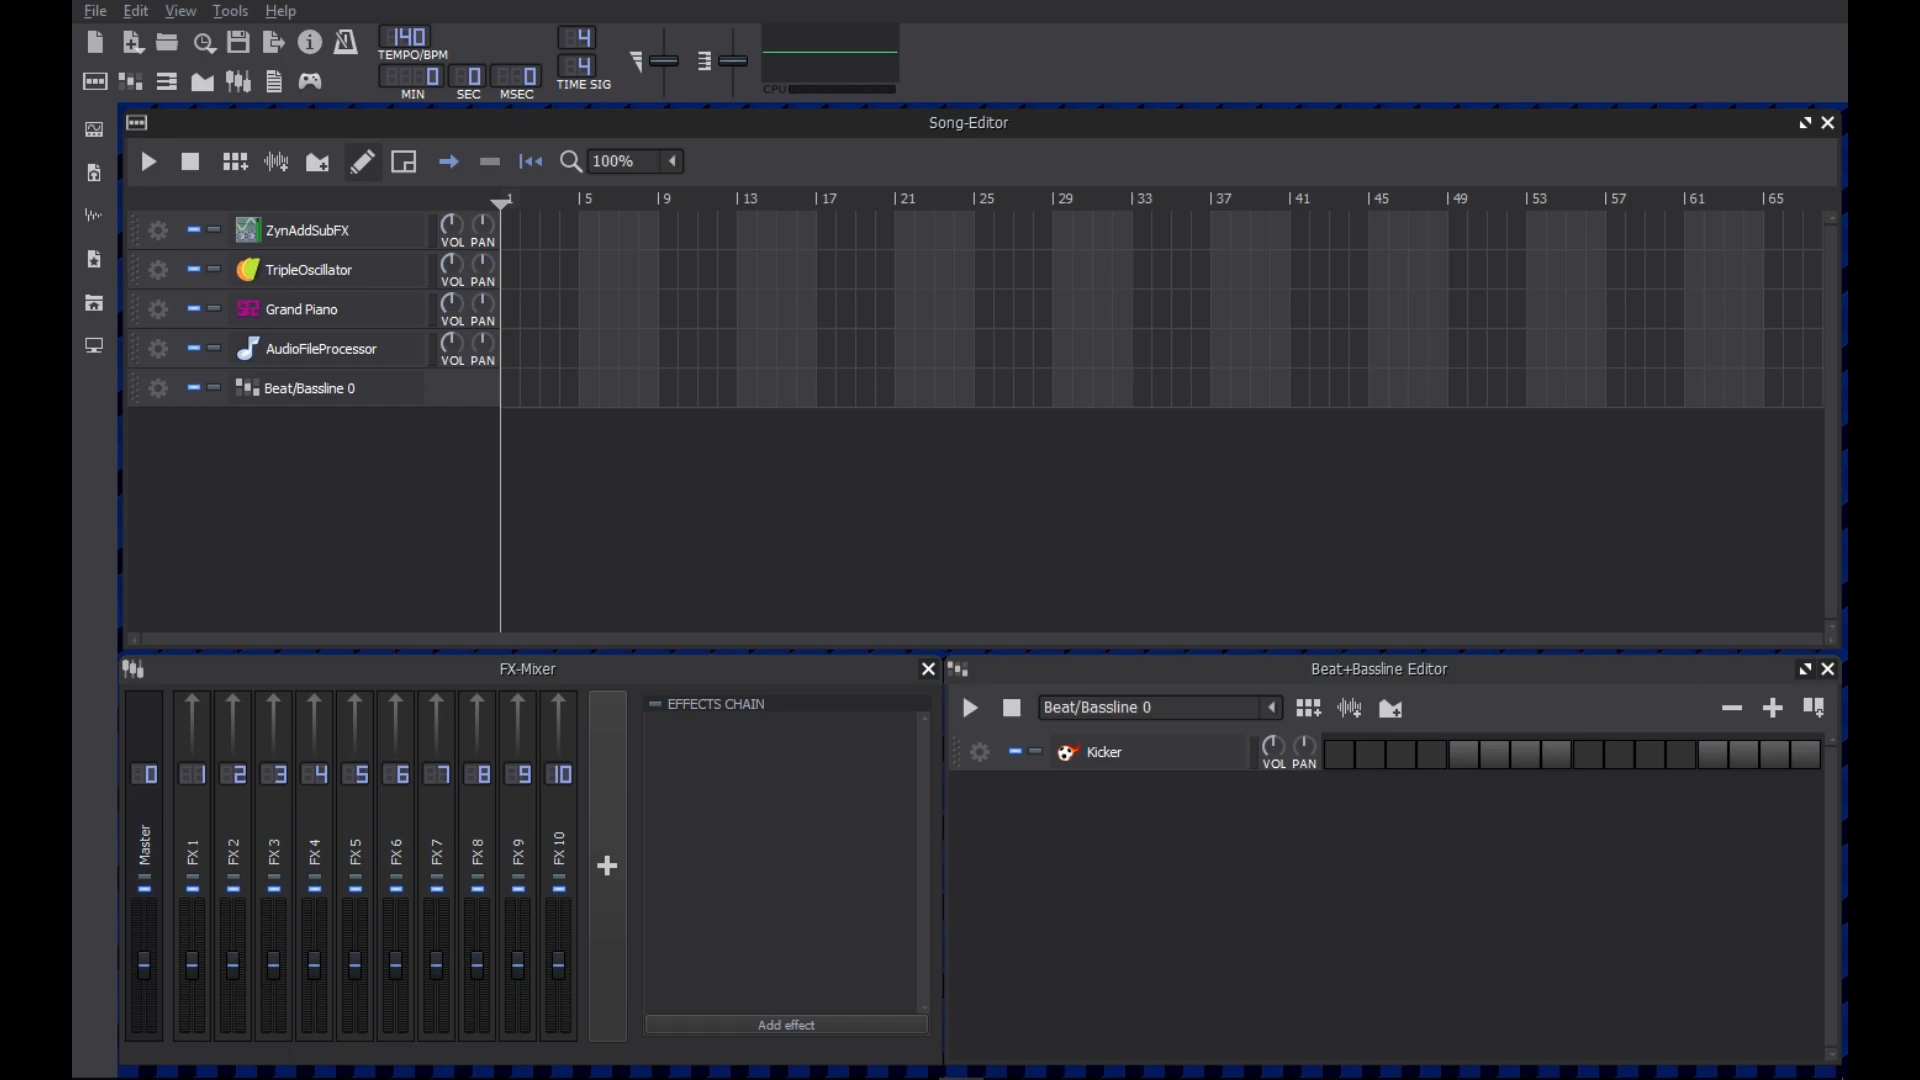 File Edit View Tools Help
140
TEMPO/BPM
4
4
TIME SIG
0 0 0
MIN SEC MSEC
CPU
Song-Editor
100%
1 5 9 13 17 21 25 29 33 37 41 45 49 53 57 61 65
ZynAddSubFX VOL PAN
TripleOscillator VOL PAN
Grand Piano VOL PAN
AudioFileProcessor VOL PAN
Beat/Bassline 0
FX-Mixer
EFFECTS CHAIN
0 1 2 3 4 5 6 7 8 9 10
Master FX 1 FX 2 FX 3 FX 4 FX 5 FX 6 FX 7 FX 8 FX 9 FX 10
Add effect
Beat+Bassline Editor
Beat/Bassline 0
Kicker VOL PAN